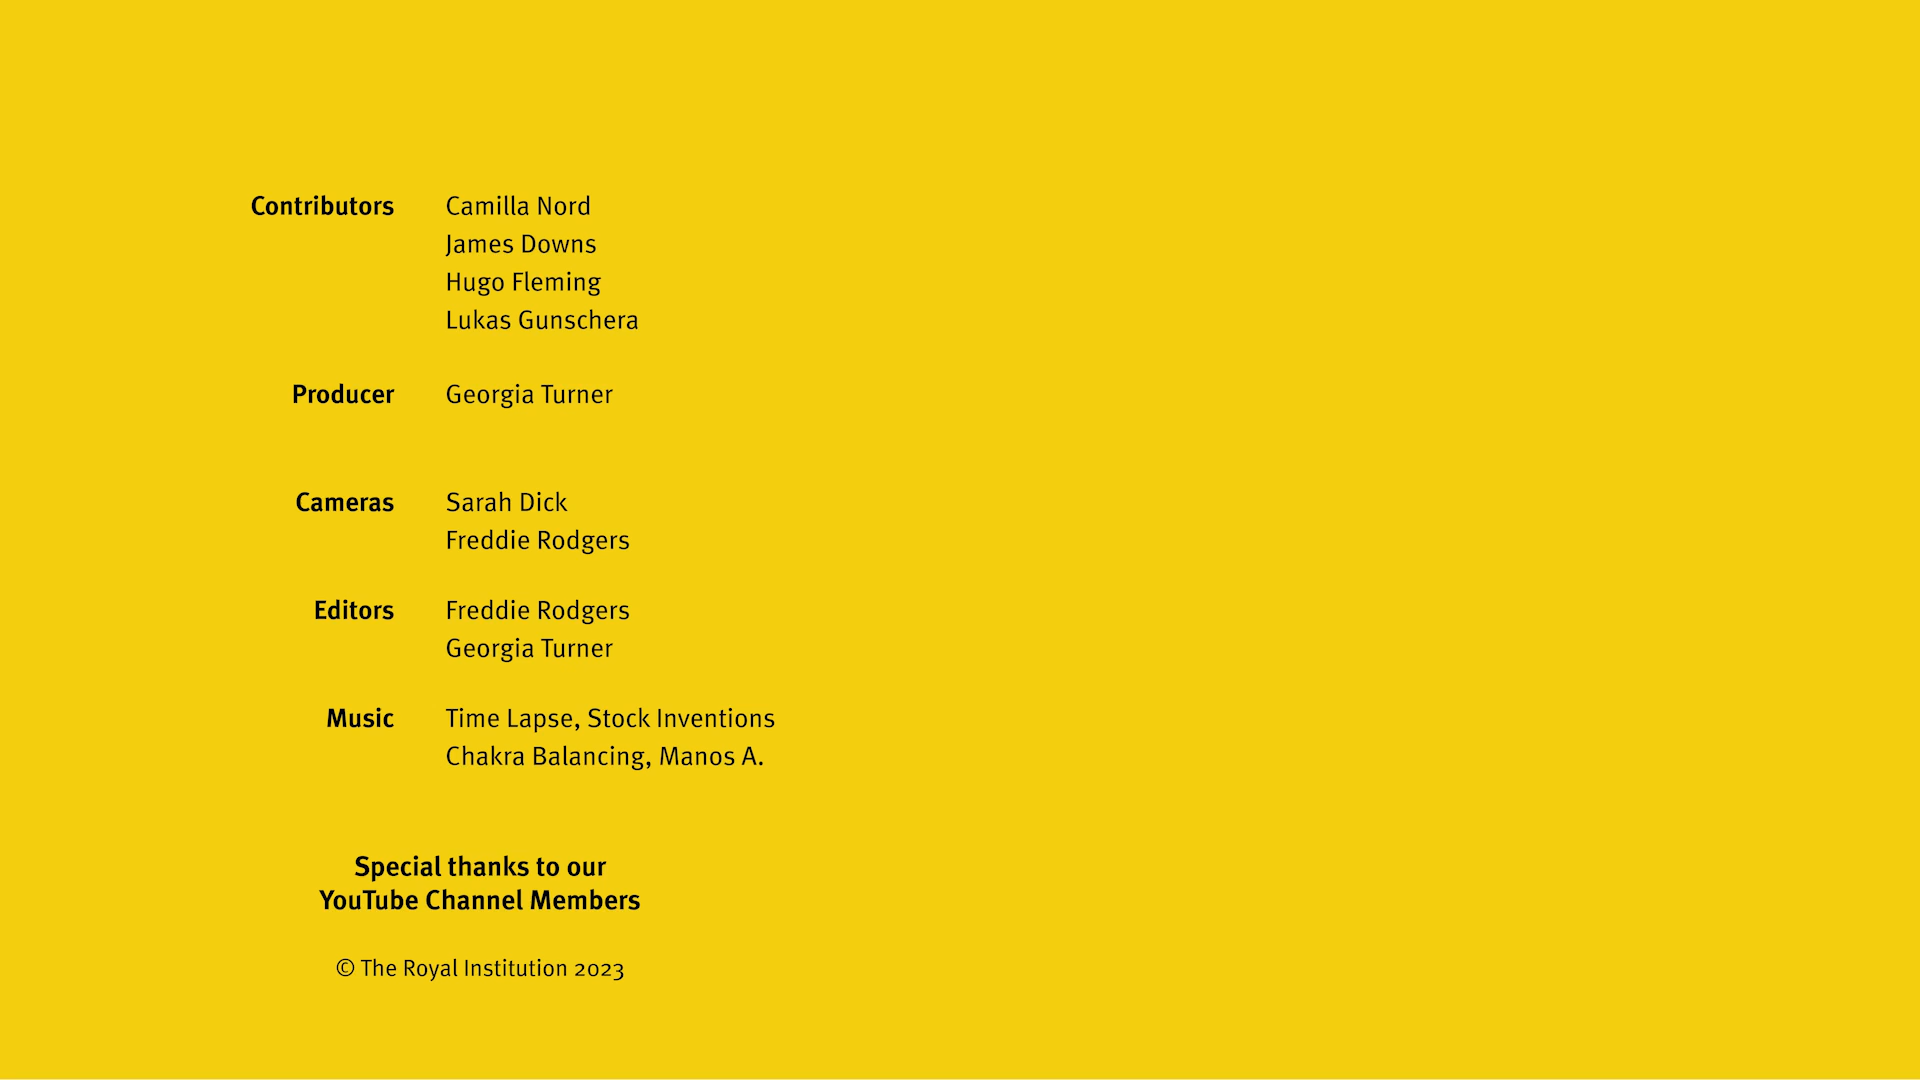 Contributors Camilla Nord
James Downs
Hugo Fleming
Lukas Gunschera
Producer Georgia Turner
Cameras Sarah Dick
Freddie Rodgers
Editors Freddie Rodgers
Georgia Turner
Music Time Lapse, Stock Inventions
Chakra Balancing, Manos A.
Special thanks to our
YouTube Channel Members
© The Royal Institution 2023